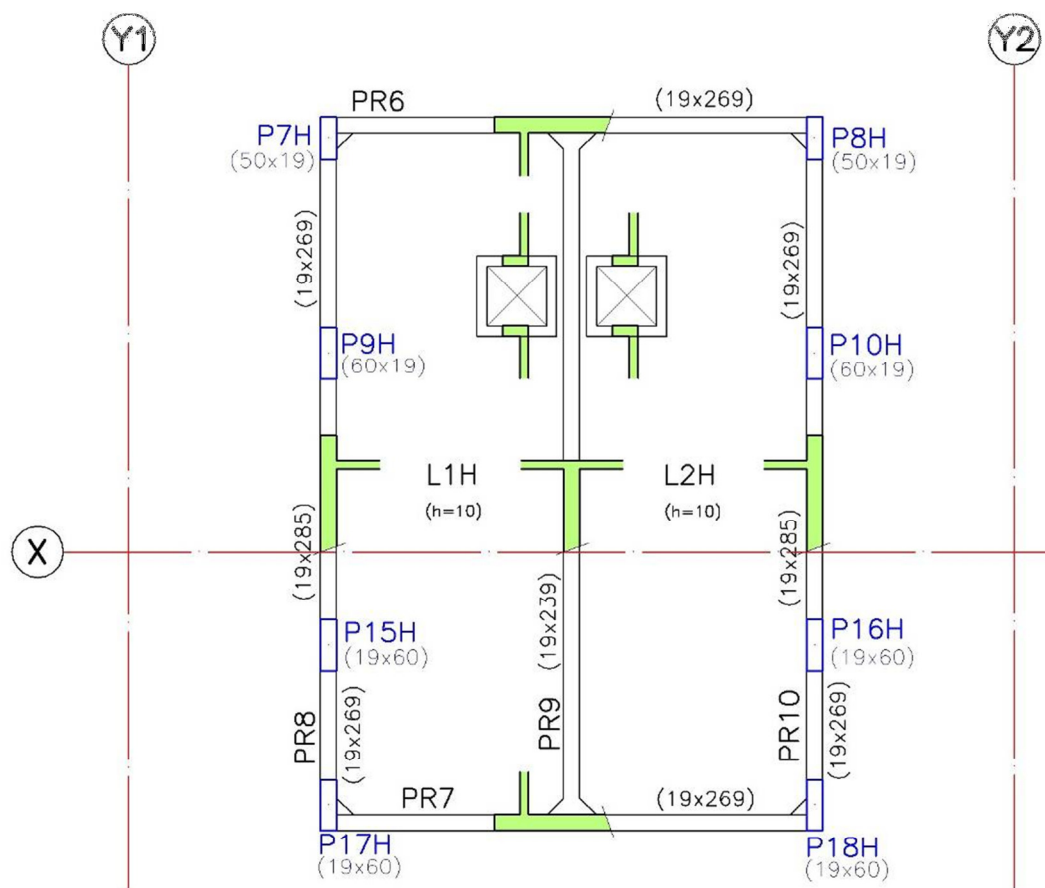 Y1
Y2
PR6
(19x269)
P7H
(50x19)
P8H
(50x19)
(19x269)
(19x269)
P9H
(60x19)
P10H
(60x19)
L1H
(h=10)
L2H
(h=10)
X
(19x285)
(19x285)
(19x239)
P15H
(19x60)
P16H
(19x60)
PR8
(19x269)
PR9
PR10
(19x269)
PR7
(19x269)
P17H
(19x60)
P18H
(19x60)